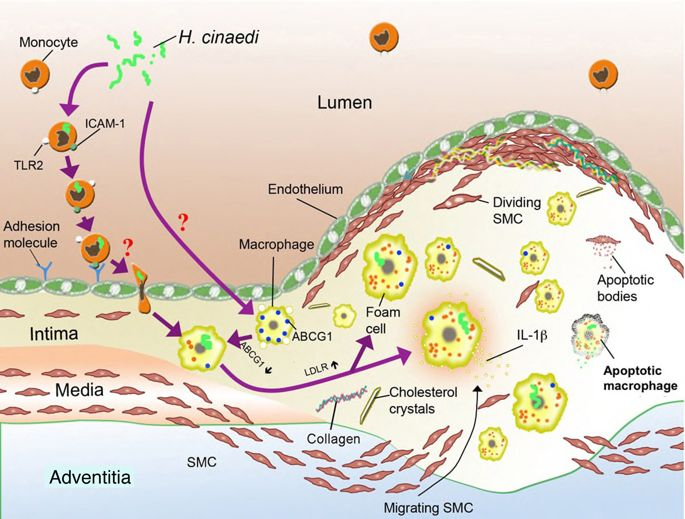 H. cinaedi
Monocyte
Lumen
ICAM-1
TLR2
Endothelium
Dividing
SMC
?
Adhesion
molecule
?
Macrophage
Apoptotic
bodies
Foam
cell
ABCG1
Intima
IL-1β
ABCG1
LDLR
Apoptotic
macrophage
Media
Cholesterol
crystals
Collagen
SMC
Adventitia
Migrating SMC